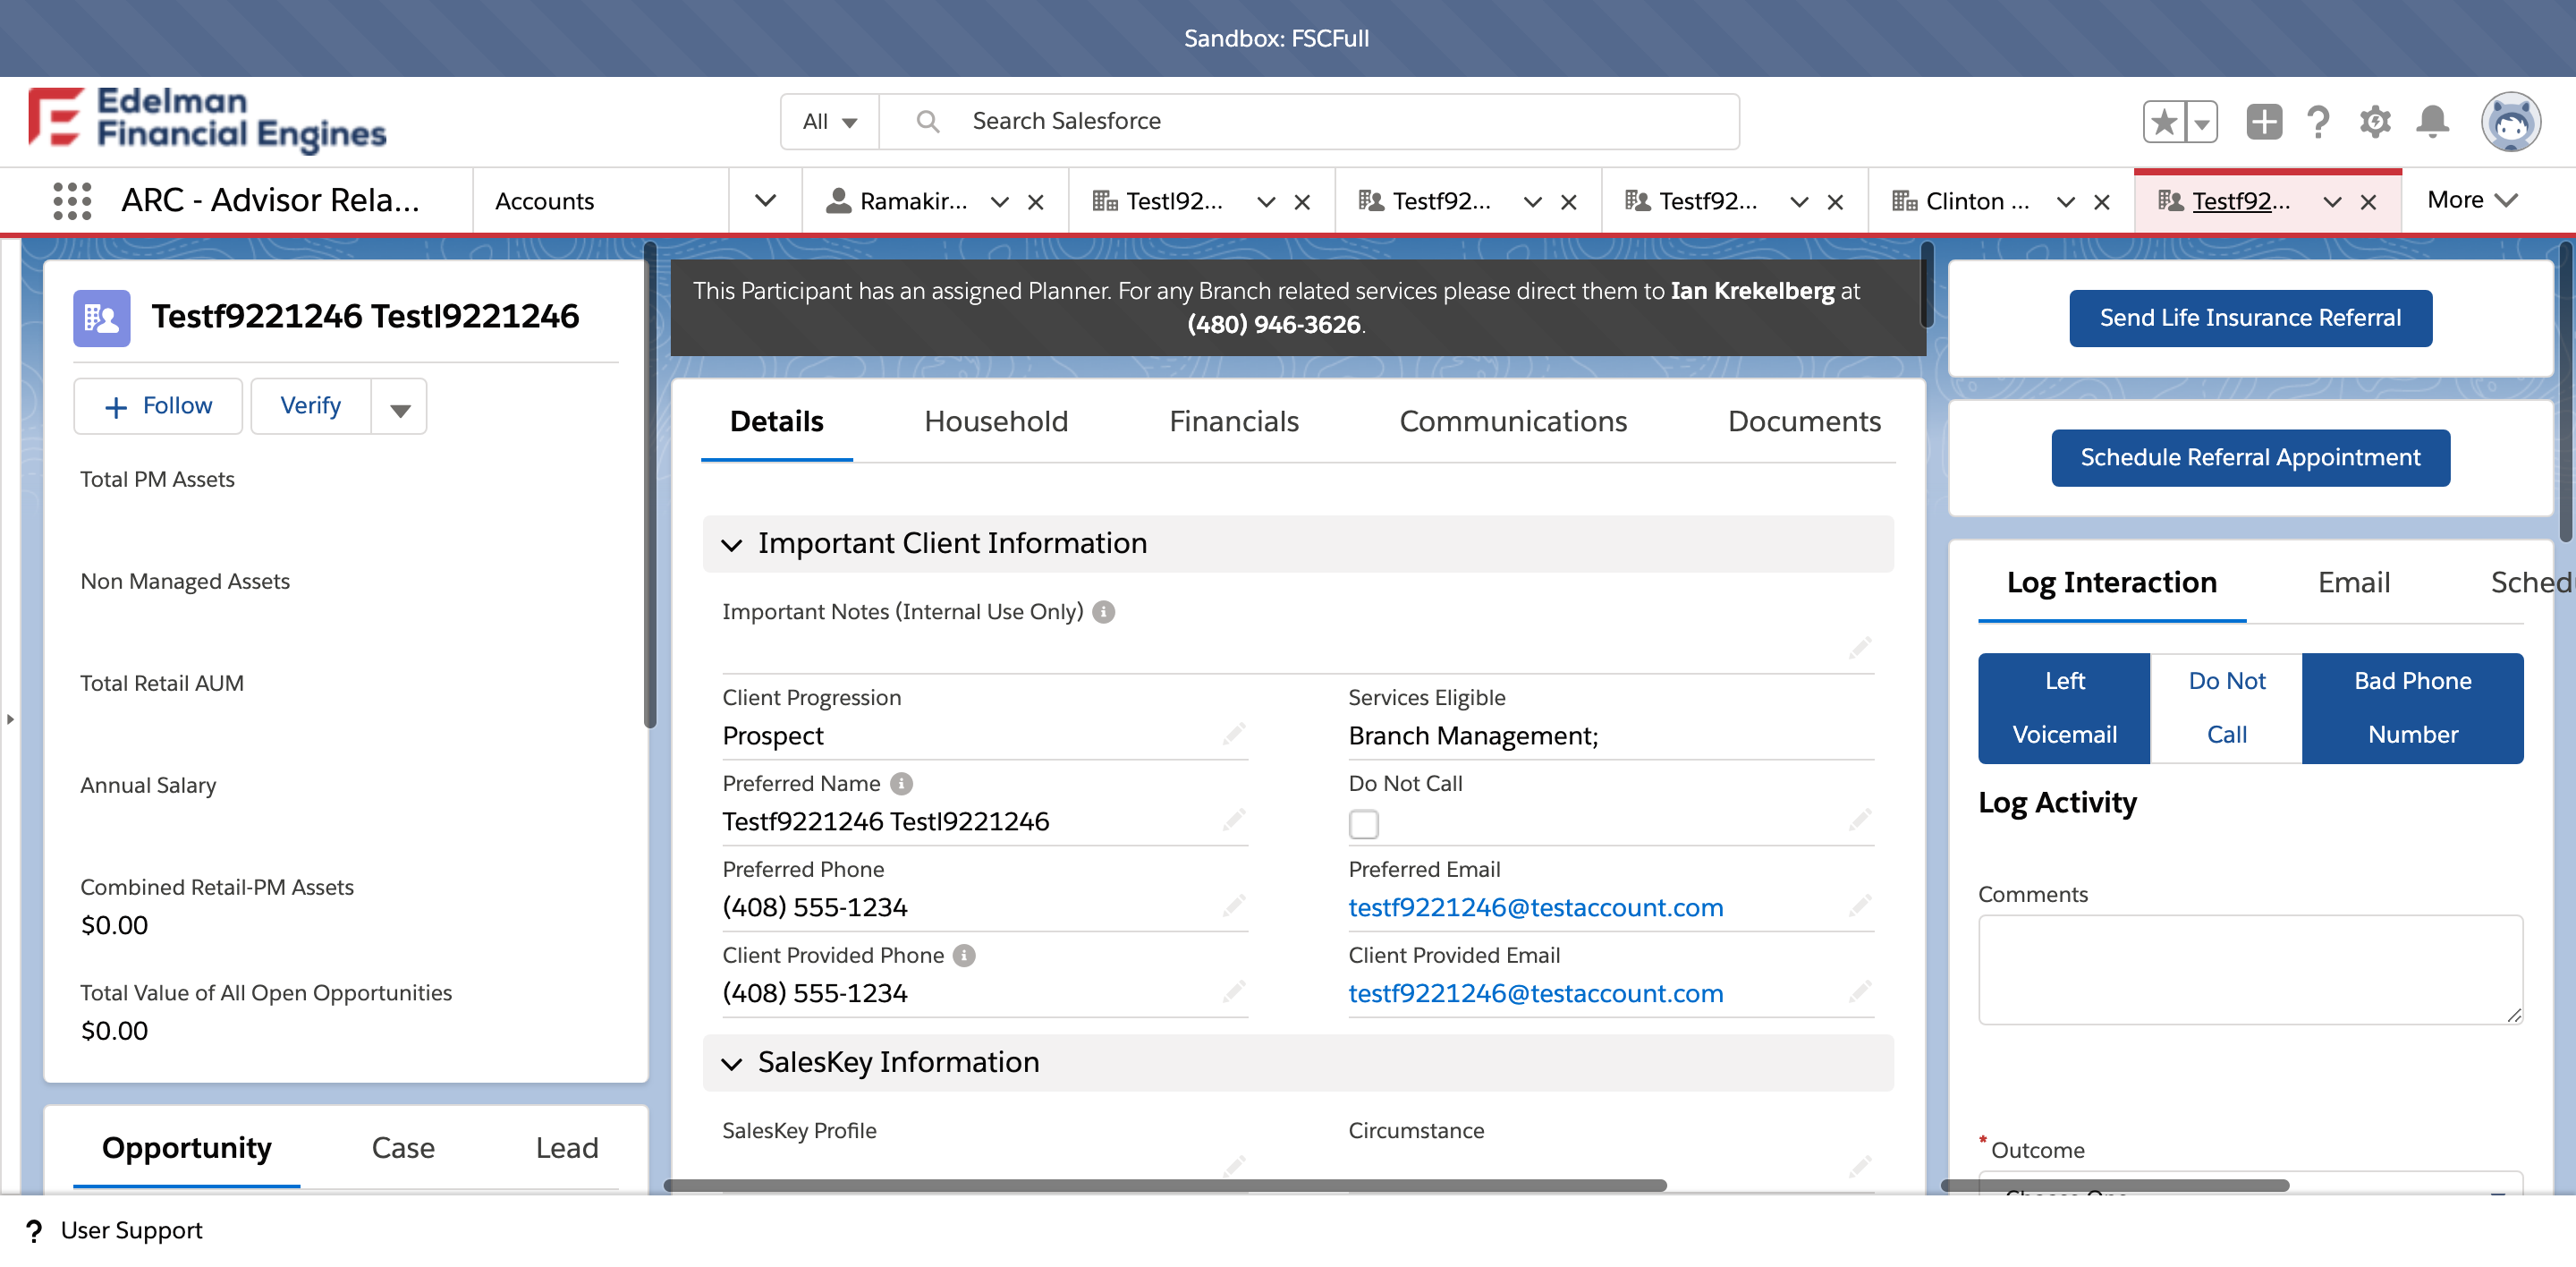 Sandbox: FSCFull
Edelman
Financial Engines
All
Search Salesforce
ARC - Advisor Rela...
Accounts
Ramakir...
Testl92...
Testf92...
Testf92...
Clinton ...
Testf92...
More
Testf9221246 Testl9221246
Follow
Verify
Total PM Assets
Non Managed Assets
Total Retail AUM
Annual Salary
Combined Retail-PM Assets
$0.00
Total Value of All Open Opportunities
$0.00
Opportunity
Case
Lead
This Participant has an assigned Planner. For any Branch related services please direct them to Ian Krekelberg at
(480) 946-3626.
Details
Household
Financials
Communications
Documents
Important Client Information
Important Notes (Internal Use Only)
Client Progression
Prospect
Services Eligible
Branch Management;
Preferred Name
Testf9221246 Testl9221246
Do Not Call
Preferred Phone
(408) 555-1234
Preferred Email
testf9221246@testaccount.com
Client Provided Phone
(408) 555-1234
Client Provided Email
testf9221246@testaccount.com
SalesKey Information
SalesKey Profile
Circumstance
Send Life Insurance Referral
Schedule Referral Appointment
Log Interaction
Email
Sched
Left
Voicemail
Do Not
Call
Bad Phone
Number
Log Activity
Comments
* Outcome
? User Support